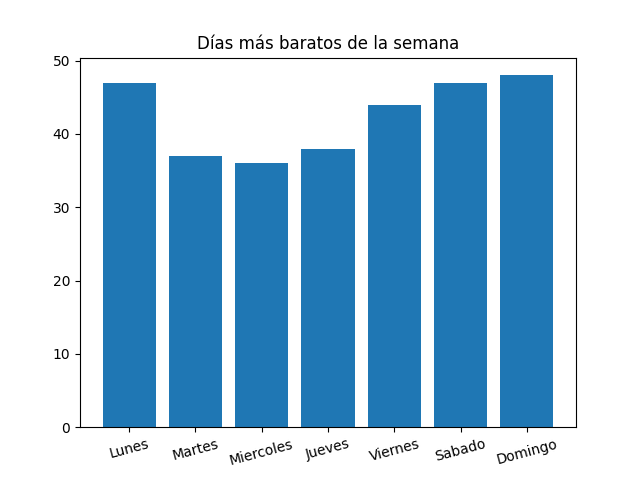 Días más baratos de la semana
50
40
30
20
10
0
Lunes
Martes
Miercoles
Jueves
Viernes
Sabado
Domingo